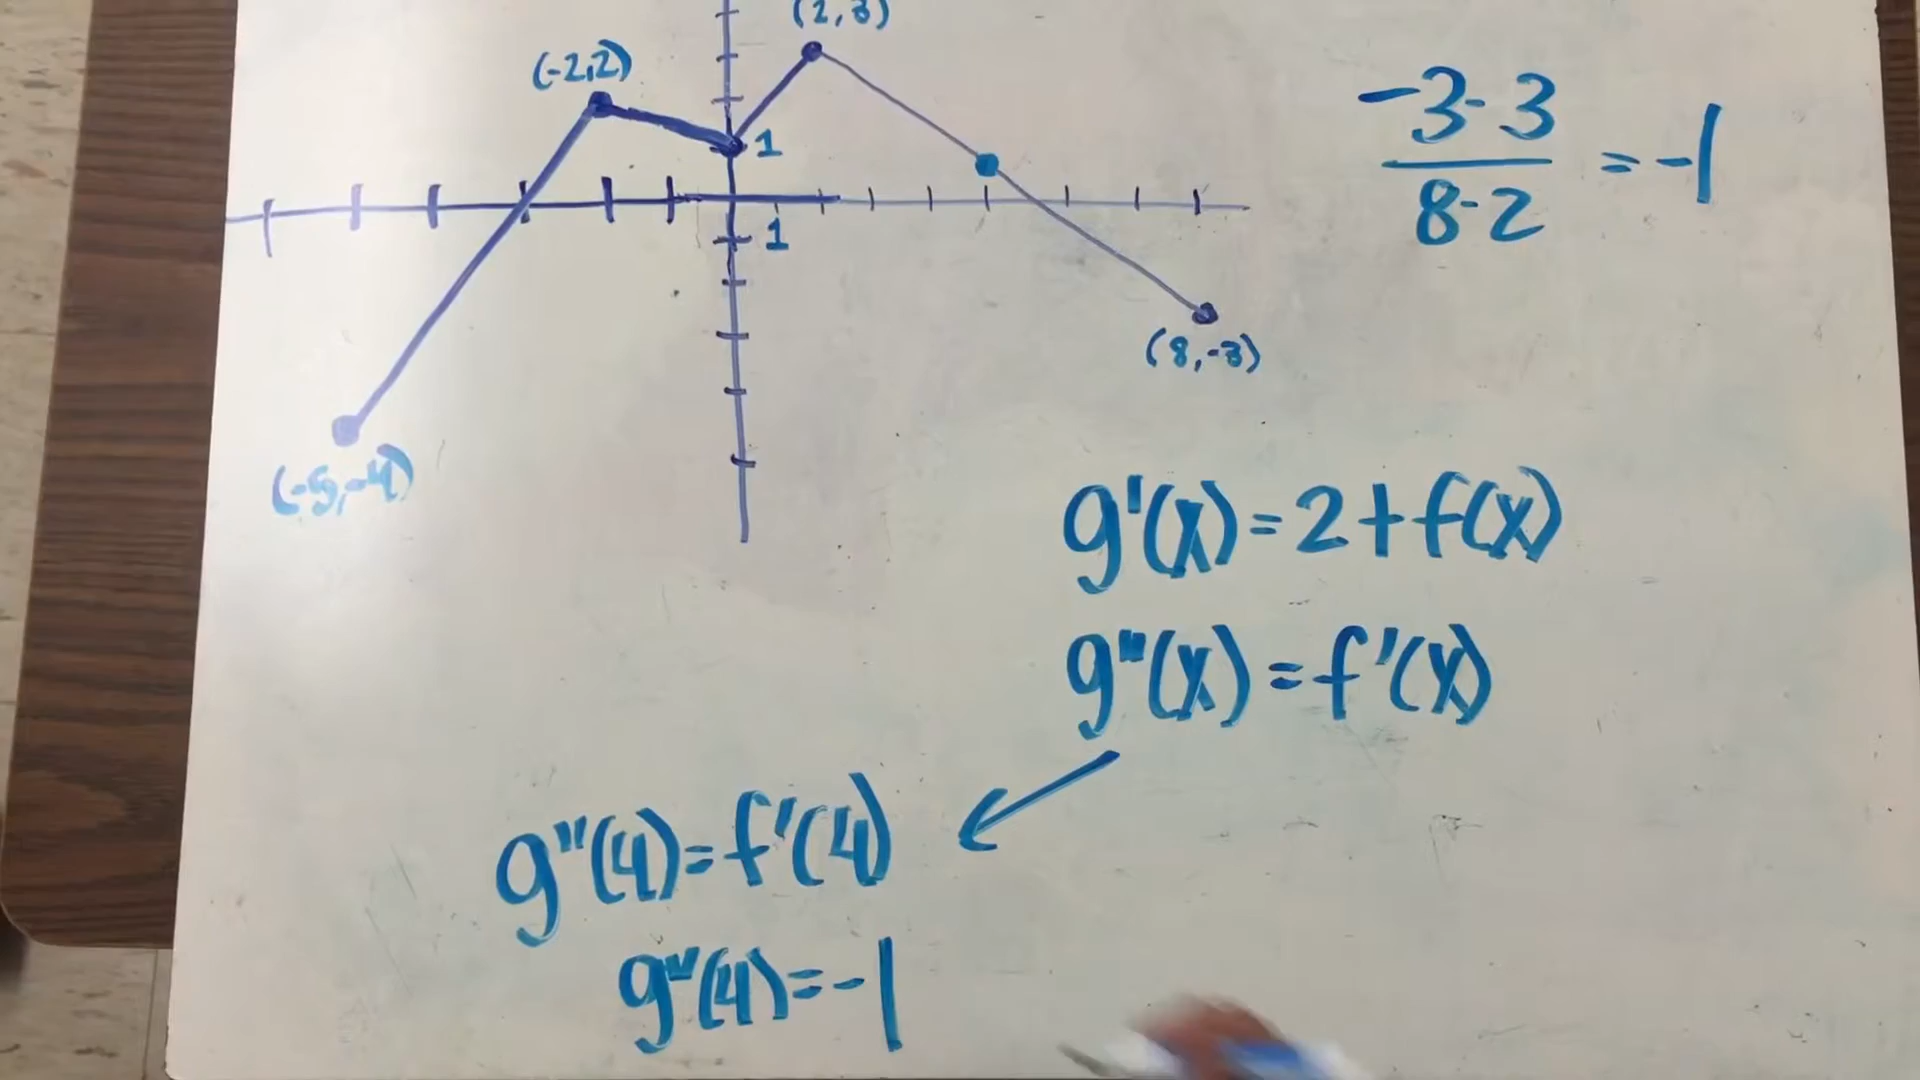 (2,3)
(-2,2)
1
1
(8,-3)
(-5,-4)
-3-3
8-2
= -1
g'(x)=2+f(x)
g"(x)=f'(x)
g"(4)=f'(4)
g"(4)=-1